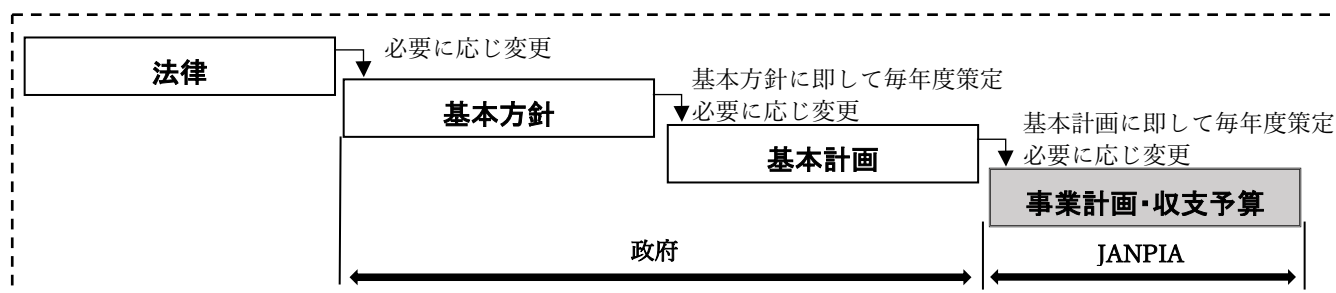 法律
必要に応じ変更
基本方針
基本方針に即して毎年度策定
必要に応じ変更
基本計画
基本計画に即して毎年度策定
必要に応じ変更
事業計画・収支予算
政府
JANPIA